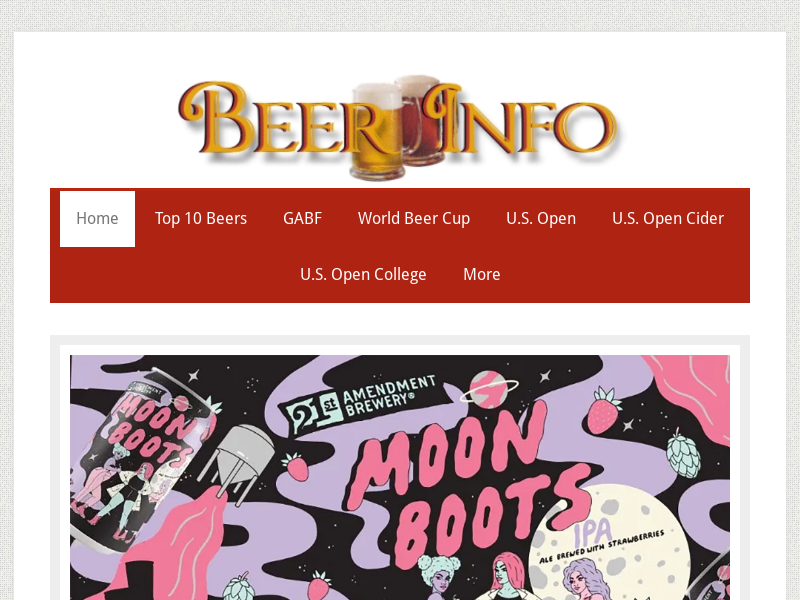 Beer Info
Home
Top 10 Beers
GABF
World Beer Cup
U.S. Open
U.S. Open Cider
U.S. Open College
More
21st AMENDMENT
BREWERY®
MOON
BOOTS
MOON
BOOTS
IPA
ALE BREWED WITH STRAWBERRIES